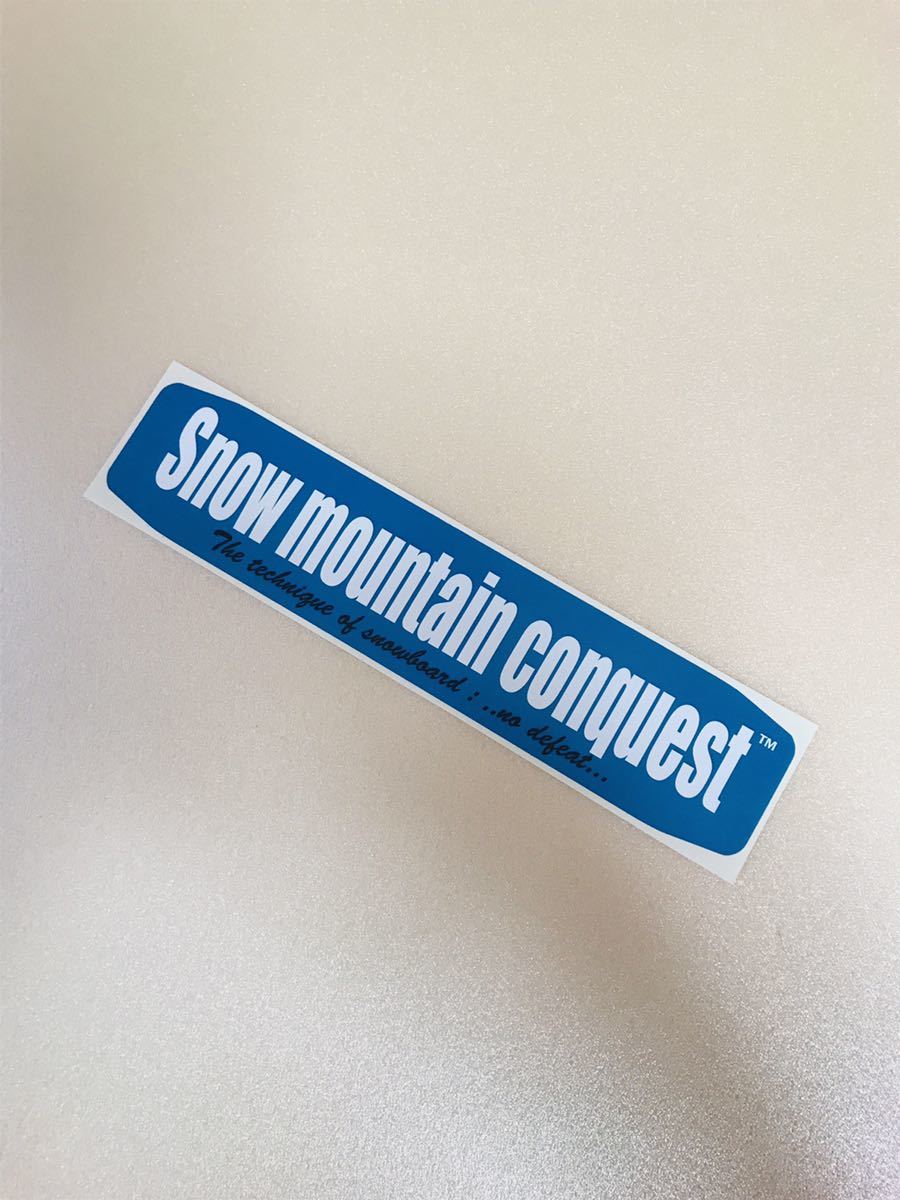 Snow mountain conquest™
The technique of snowboard : ..no defeat...